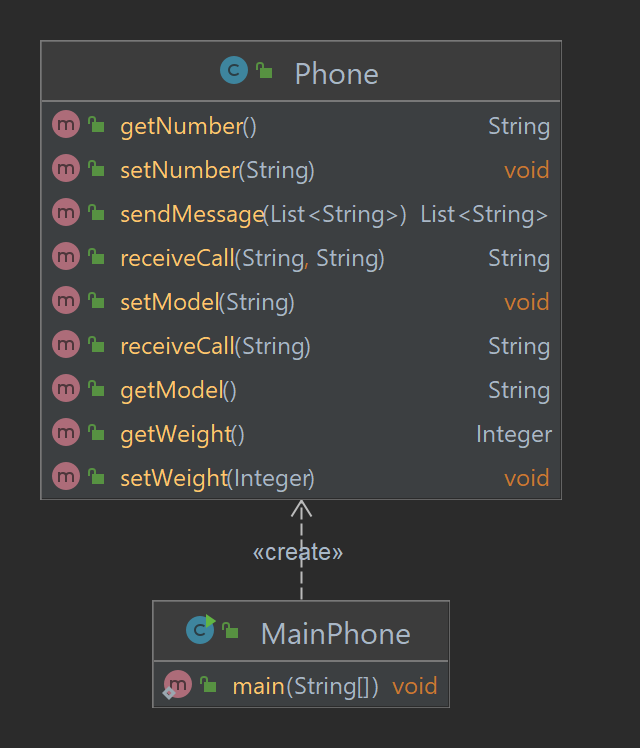 Phone
getNumber() String
setNumber(String) void
sendMessage(List<String>) List<String>
receiveCall(String, String) String
setModel(String) void
receiveCall(String) String
getModel() String
getWeight() Integer
setWeight(Integer) void
«create»
MainPhone
main(String[]) void